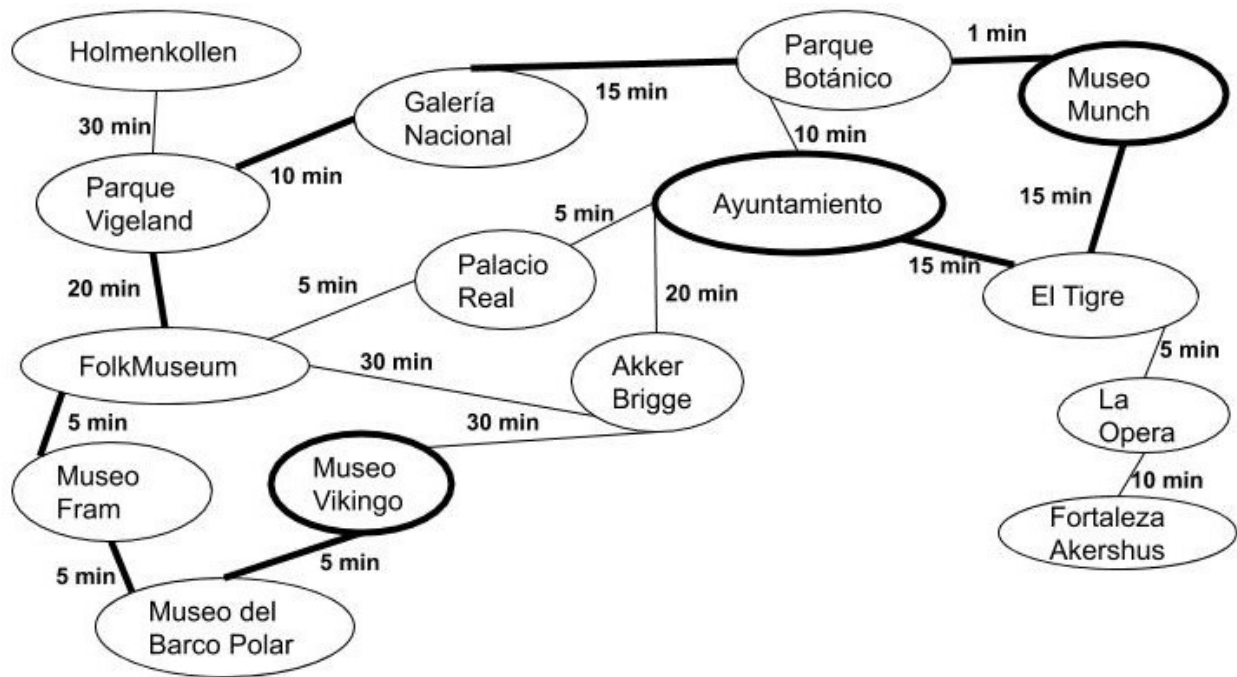 Holmenkollen
30 min
Parque
Vigeland
10 min
Galería
Nacional
15 min
Parque
Botánico
1 min
Museo
Munch
10 min
Ayuntamiento
15 min
15 min
El Tigre
5 min
La
Opera
10 min
Fortaleza
Akershus
5 min
Palacio
Real
5 min
20 min
20 min
FolkMuseum
30 min
Akker
Brigge
30 min
5 min
Museo
Fram
Museo
Vikingo
5 min
5 min
Museo del
Barco Polar